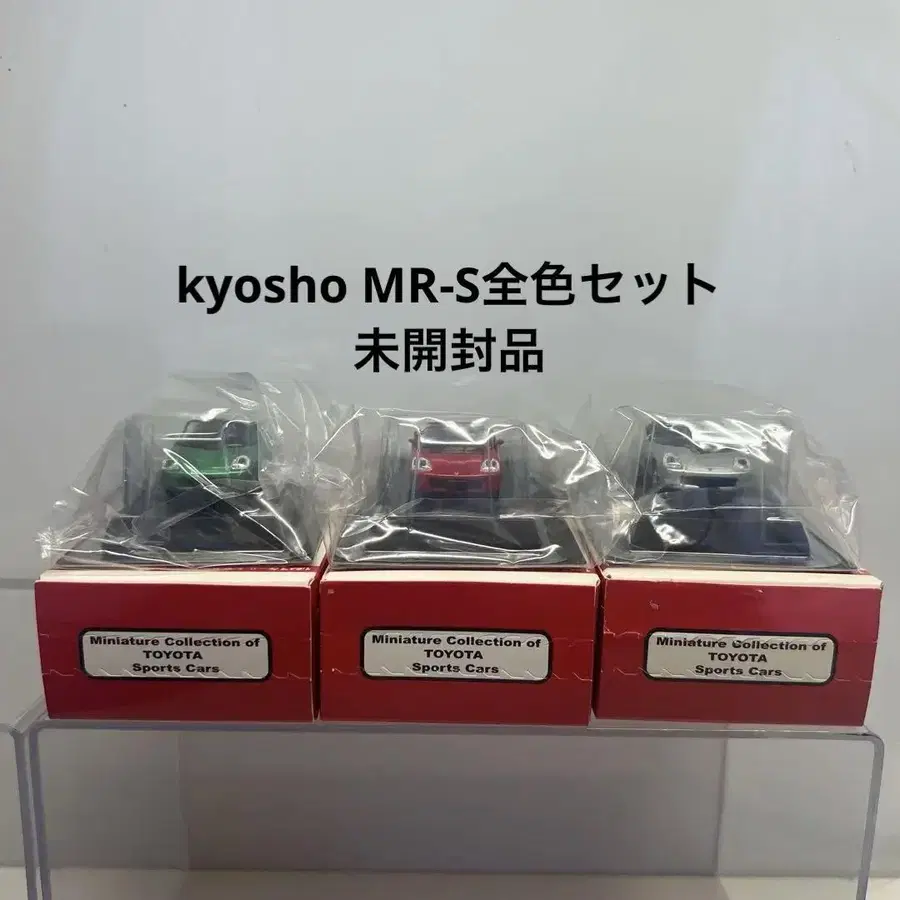 kyosho MR-S全色セット
未開封品
Miniature Collection of
TOYOTA
Sports Cars
Miniature Collection of
TOYOTA
Sports Cars
Miniature Collection of
TOYOTA
Sports Cars